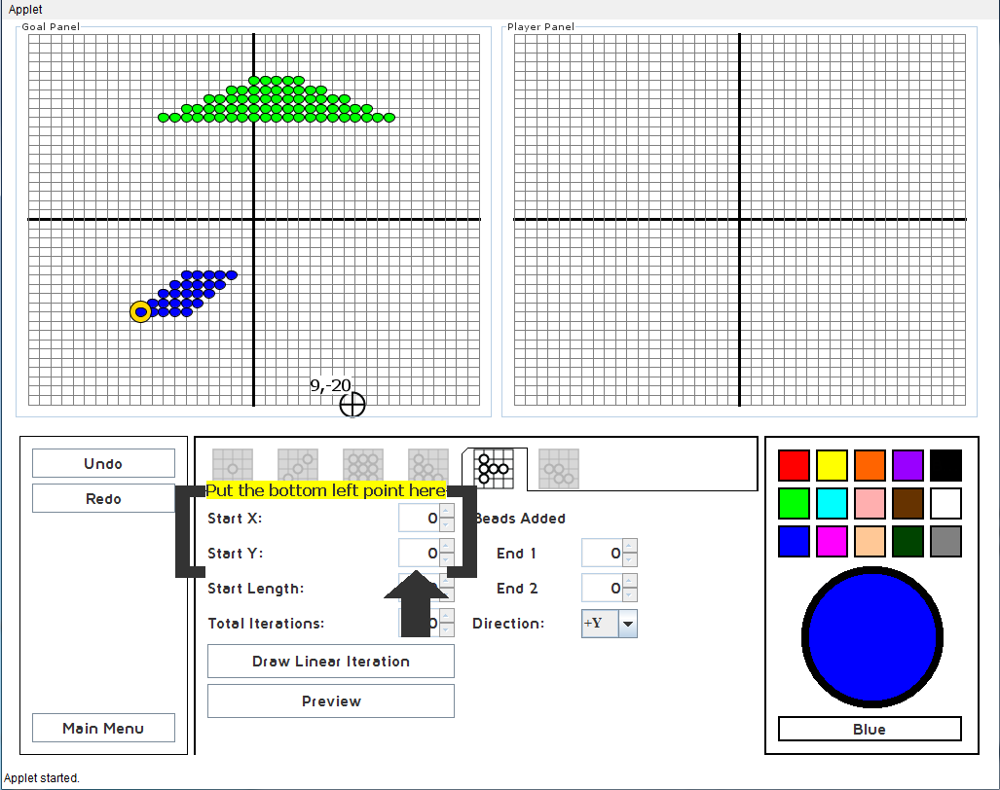 Applet
Goal Panel
Player Panel
9,-20
Undo
Redo
Main Menu
Put the bottom left point here
Start X:
0
Beads Added
Start Y:
0
End 1
0
Start Length:
End 2
0
Total Iterations:
0
Direction:
+Y
Draw Linear Iteration
Preview
Blue
Applet started.